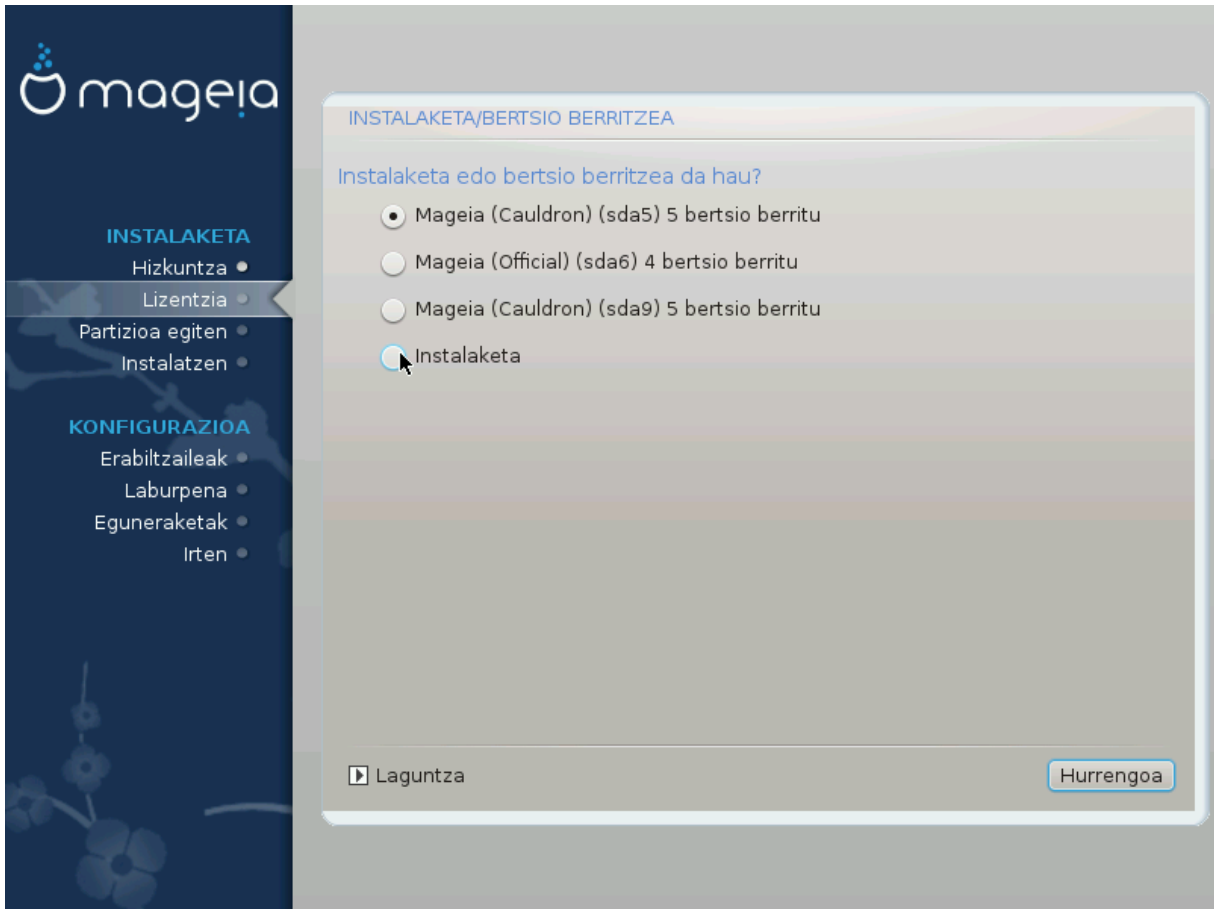 mageia
INSTALAKETA
Hizkuntza
Lizentzia
Partizioa egiten
Instalatzen
KONFIGURAZIOA
Erabiltzaileak
Laburpena
Eguneraketak
Irten
INSTALAKETA/BERTSIO BERRITZEA
Instalaketa edo bertsio berritzea da hau?
Mageia (Cauldron) (sda5) 5 bertsio berritu
Mageia (Official) (sda6) 4 bertsio berritu
Mageia (Cauldron) (sda9) 5 bertsio berritu
Instalaketa
Laguntza
Hurrengoa